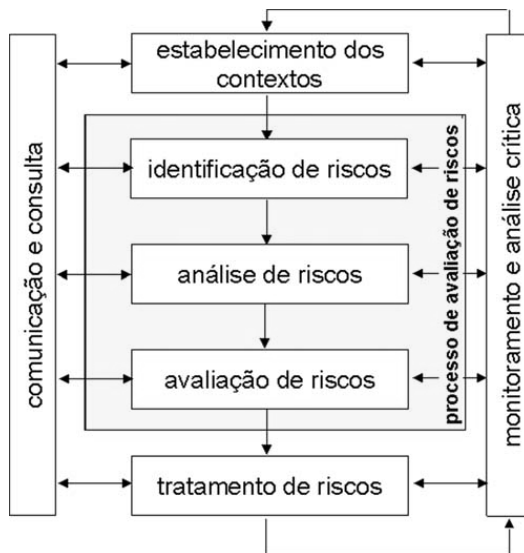 estabelecimento dos
contextos
identificação de riscos
análise de riscos
avaliação de riscos
tratamento de riscos
comunicação e consulta
processo de avaliação de riscos
monitoramento e análise crítica